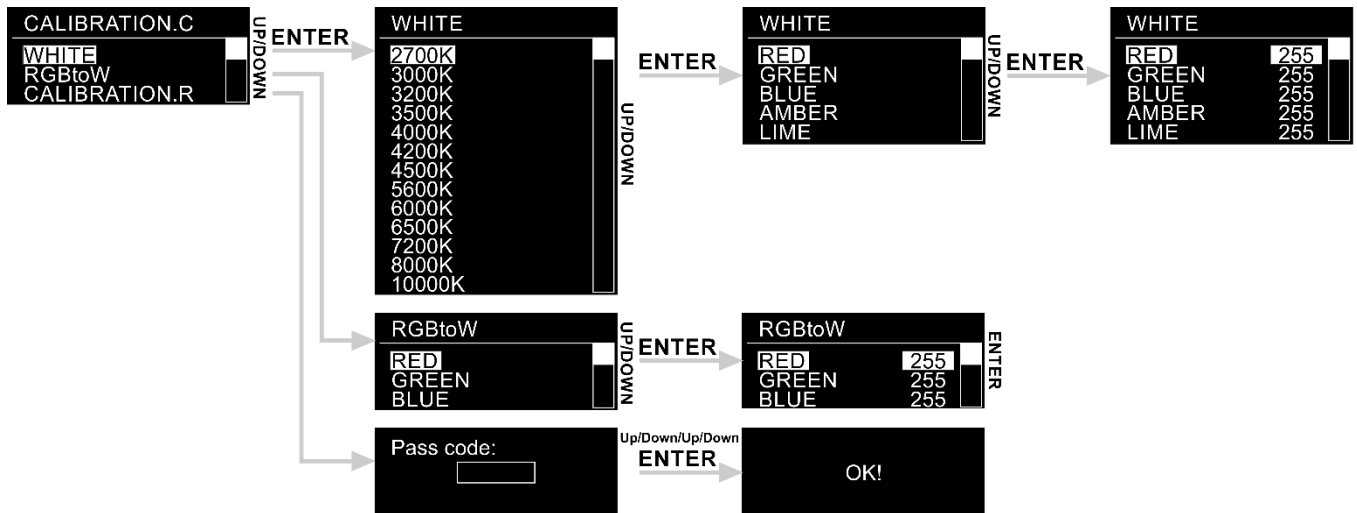 CALIBRATION.C
WHITE
RGBtoW
CALIBRATION.R
UP/DOWN
ENTER
WHITE
2700K
3000K
3200K
3500K
4000K
4200K
4500K
5600K
6000K
6500K
7200K
8000K
10000K
UP/DOWN
ENTER
WHITE
RED
GREEN
BLUE
AMBER
LIME
UP/DOWN
ENTER
WHITE
RED 255
GREEN 255
BLUE 255
AMBER 255
LIME 255
RGBtoW
RED
GREEN
BLUE
UP/DOWN
ENTER
RGBtoW
RED 255
GREEN 255
BLUE 255
ENTER
Pass code:
Up/Down/Up/Down
ENTER
OK!